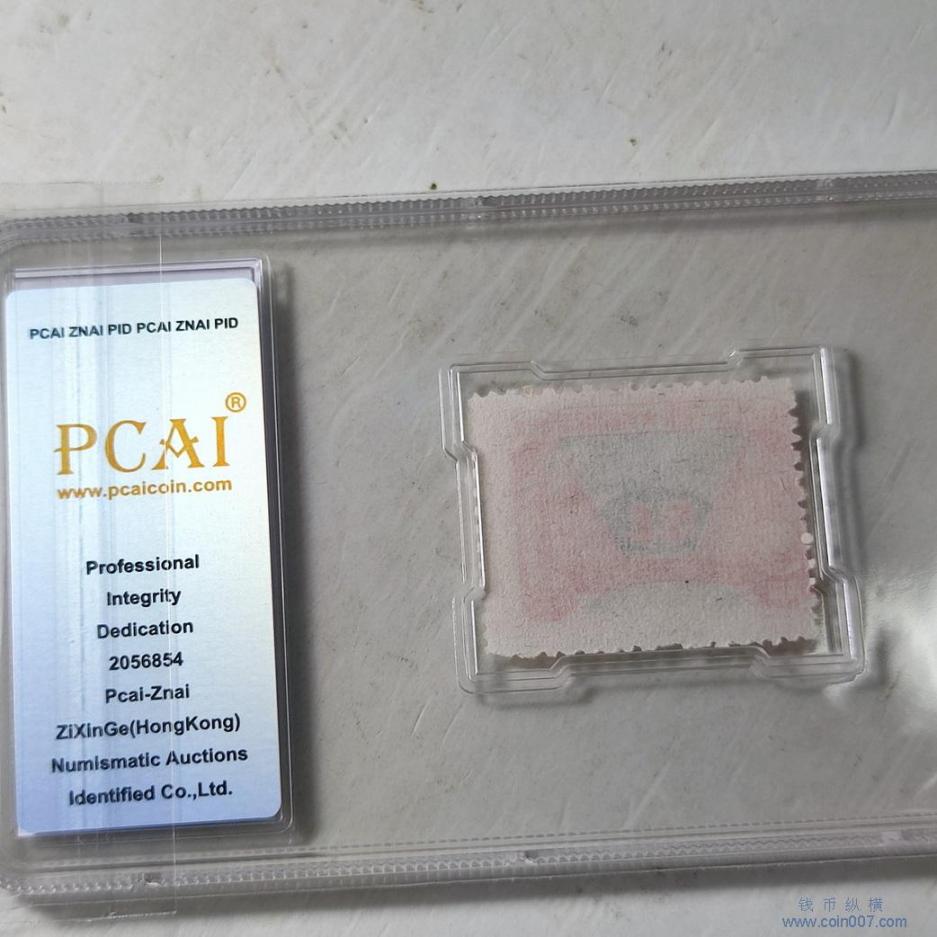 PCAI ZNAI PID PCAI ZNAI PID
PCAI®
www.pcaicoin.com
Professional
Integrity
Dedication
2056854
Pcai-Znai
ZiXinGe(HongKong)
Numismatic Auctions
Identified Co.,Ltd.
钱币纵横
www.coin007.com